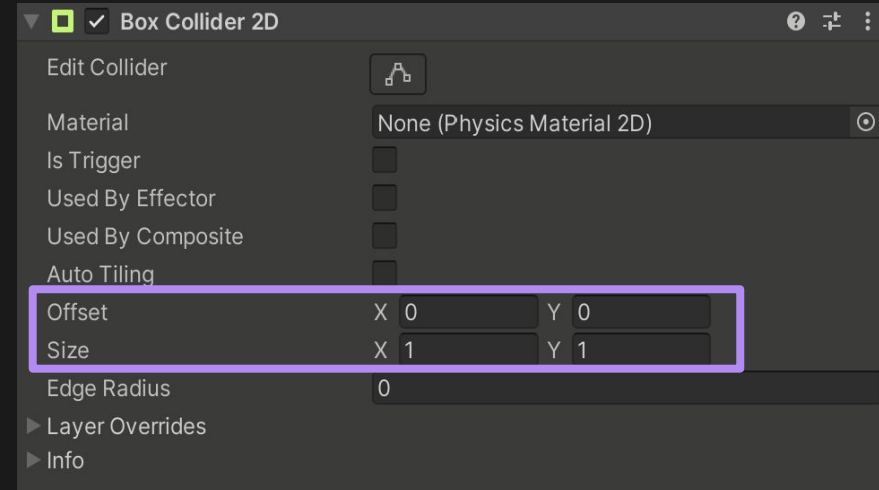 Box Collider 2D
Edit Collider
Material None (Physics Material 2D)
Is Trigger
Used By Effector
Used By Composite
Auto Tiling
Offset X 0 Y 0
Size X 1 Y 1
Edge Radius 0
Layer Overrides
Info